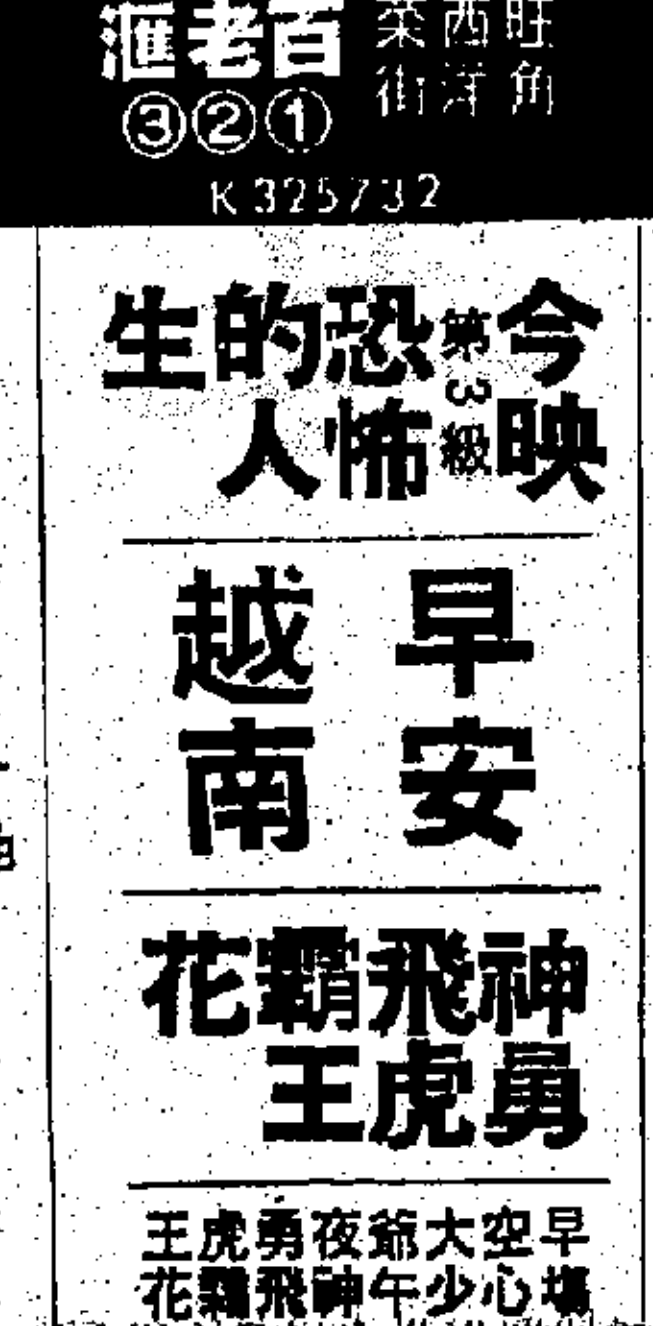 旺角
西洋
菜街
百老滙
①②③
K325732
今映
第3級
恐怖
的人
生
早安
越南
神勇
飛虎
霸王
花
早塲
空心
大少
爺午
夜神
勇飛
虎霸
王花